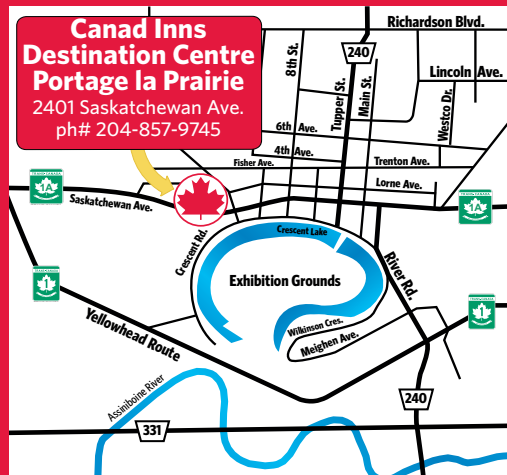 Canad Inns
Destination Centre
Portage la Prairie
2401 Saskatchewan Ave.
ph# 204-857-9745
Richardson Blvd.
240
8th St.
Tupper St.
Main St.
Lincoln Ave.
Westco Dr.
6th Ave.
4th Ave.
Fisher Ave.
Trenton Ave.
Lorne Ave.
1A
Saskatchewan Ave.
1A
Crescent Rd.
Crescent Lake
Exhibition Grounds
River Rd.
1
1
Wilkinson Cres.
Meighen Ave.
Yellowhead Route
Assiniboine River
240
331